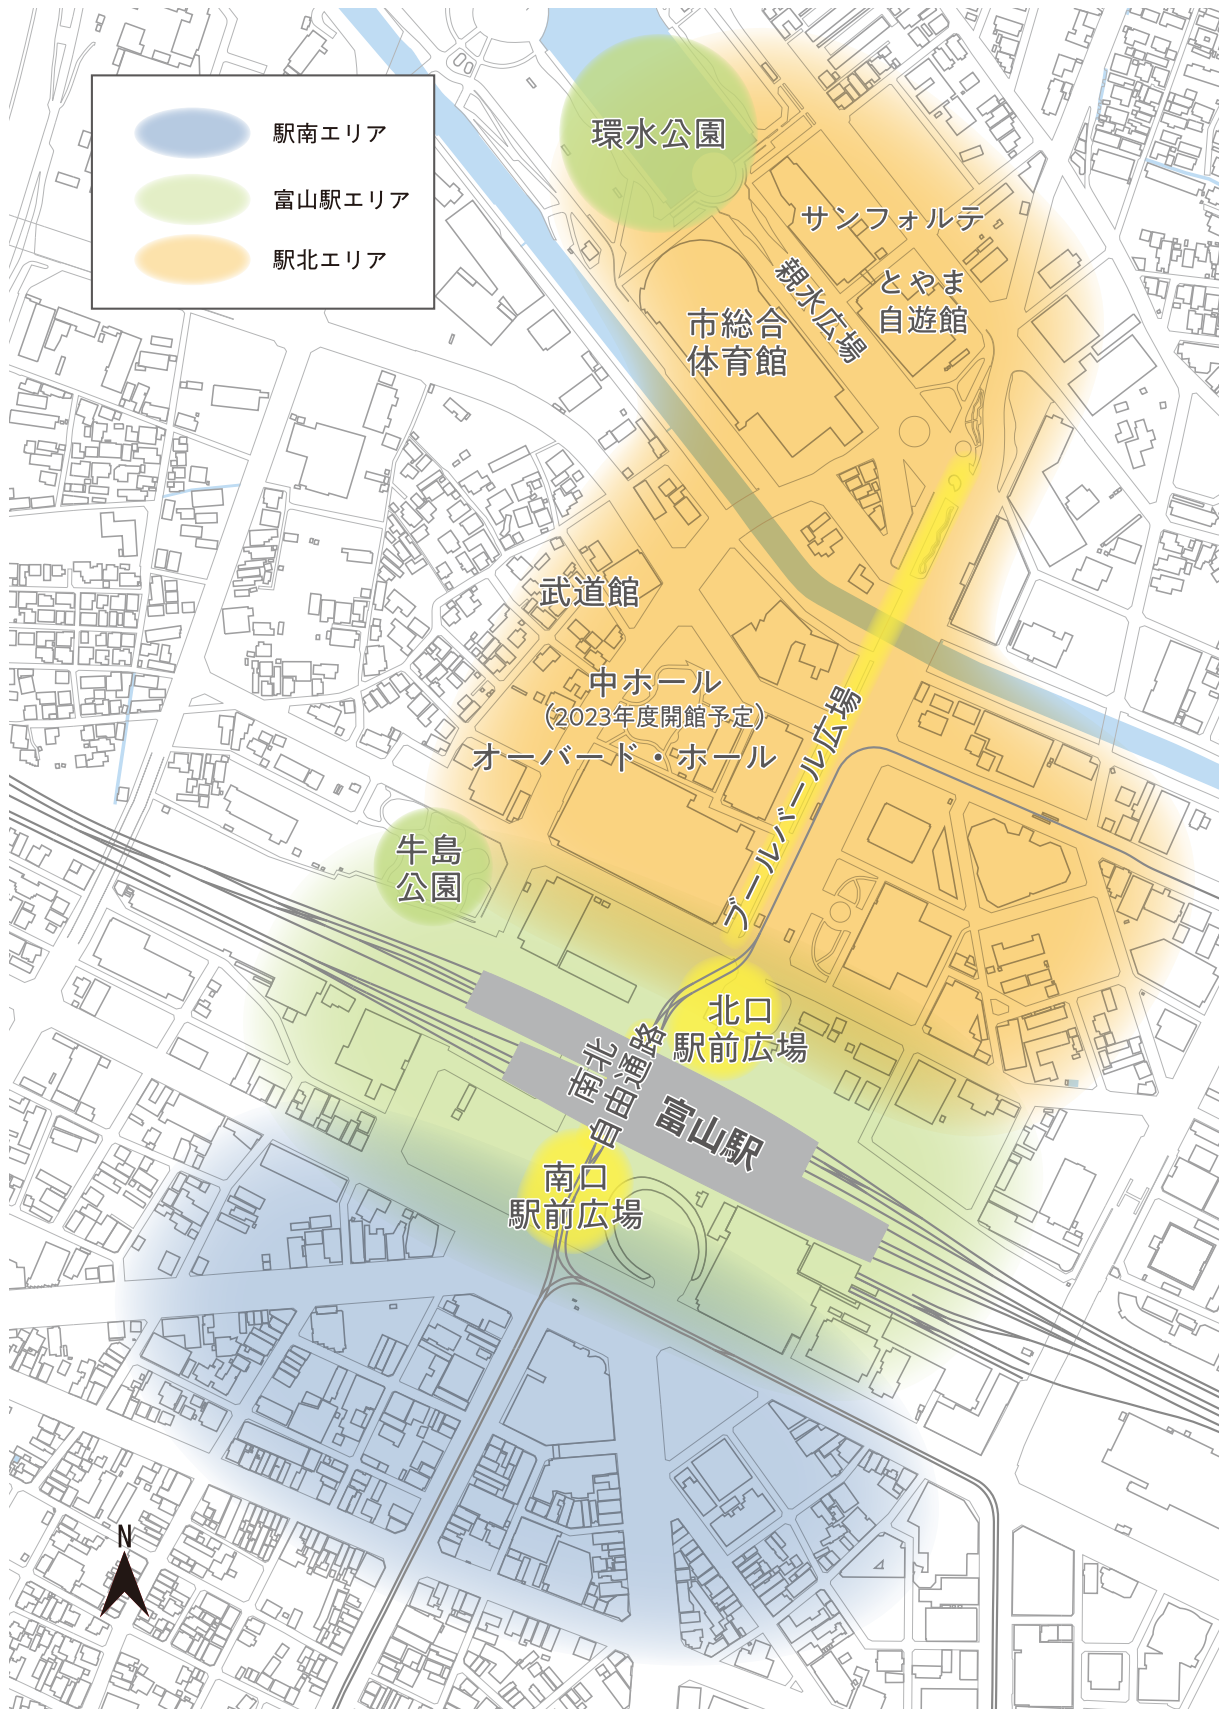 駅南エリア
富山駅エリア
駅北エリア
環水公園
サンフォルテ
親水広場
とやま
自遊館
市総合
体育館
武道館
中ホール
(2023年度開館予定)
オーバード・ホール
ブールバール広場
牛島
公園
北口
駅前広場
南北
自由通路
富山駅
南口
駅前広場
N